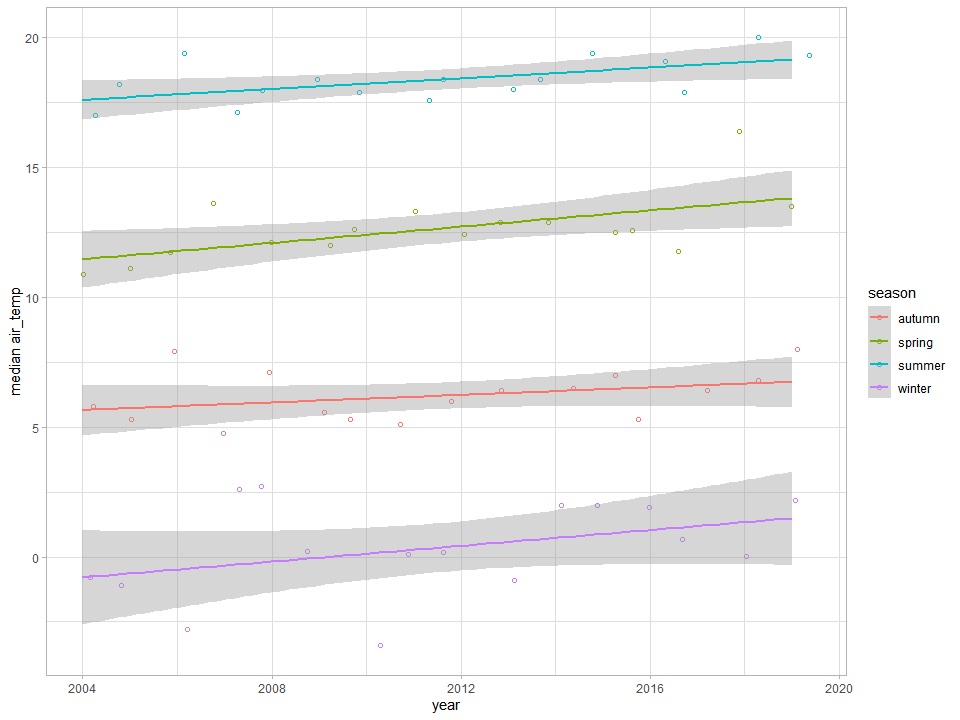 20
15
10
5
0
median air_temp
2004 2008 2012 2016 2020
year
season
autumn
spring
summer
winter